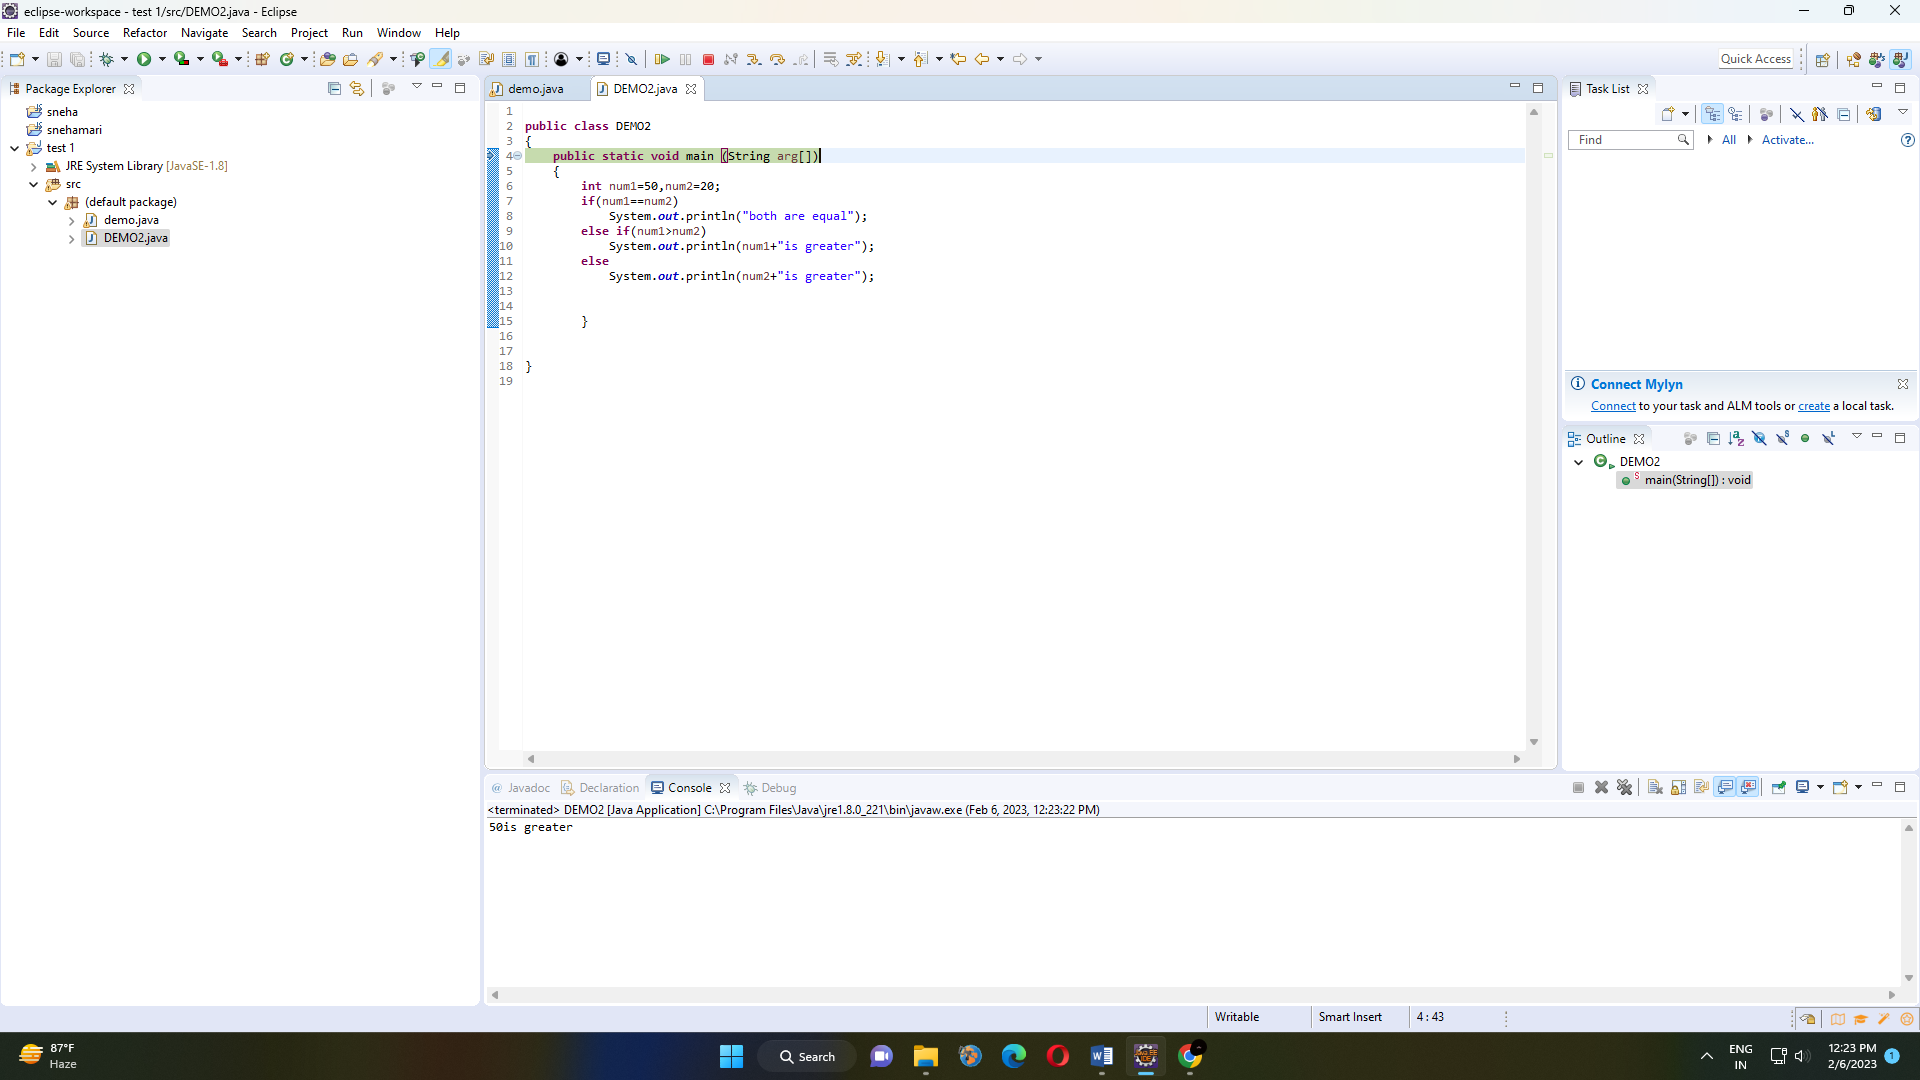 eclipse-workspace - test 1/src/DEMO2.java - Eclipse
File Edit Source Refactor Navigate Search Project Run Window Help
Quick Access
Package Explorer
sneha
snehamari
test 1
JRE System Library [JavaSE-1.8]
src
(default package)
demo.java
DEMO2.java
demo.java DEMO2.java
1
2 public class DEMO2
3 {
4 public static void main (String arg[])
5 {
6 int num1=50,num2=20;
7 if(num1==num2)
8 System.out.println("both are equal");
9 else if(num1>num2)
10 System.out.println(num1+"is greater");
11 else
12 System.out.println(num2+"is greater");
13
14
15 }
16
17
18 }
19
Task List
Find All Activate...
Connect Mylyn
Connect to your task and ALM tools or create a local task.
Outline
DEMO2
main(String[]) : void
@ Javadoc Declaration Console Debug
<terminated> DEMO2 [Java Application] C:\Program Files\Java\jre1.8.0_221\bin\javaw.exe (Feb 6, 2023, 12:23:22 PM)
50is greater
Writable Smart Insert 4 : 43
87°F
Haze
Search
ENG
IN
12:23 PM
2/6/2023
1